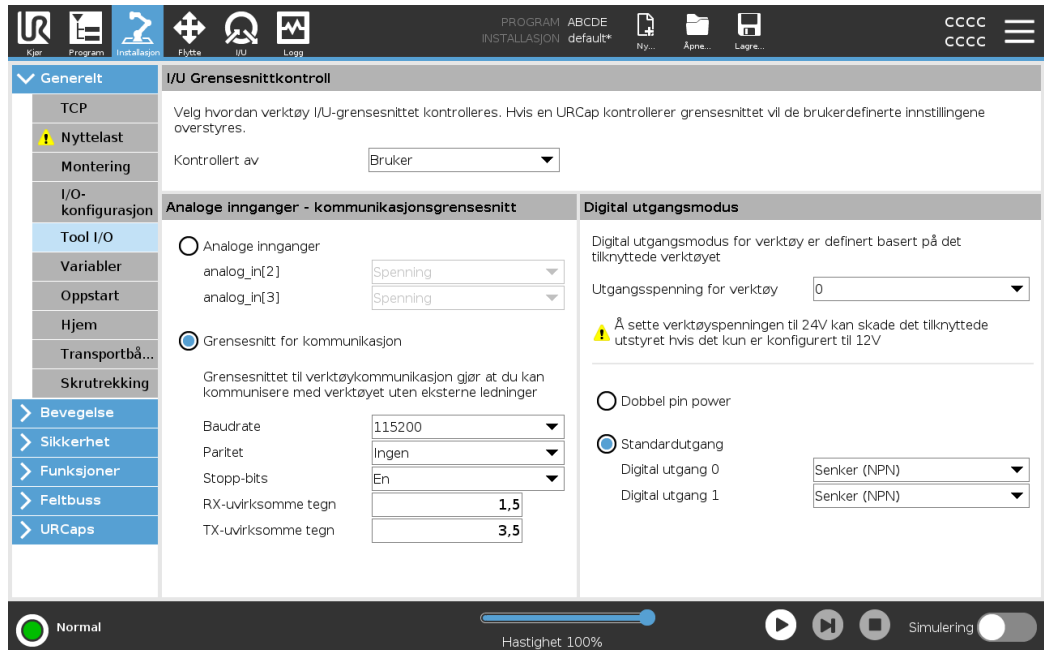 PROGRAM ABCDE
INSTALLASJON default*
Kjør Program Installasjon Flytte I/U Logg Ny... Åpne... Lagre...
CCCC
CCCC
Generelt
TCP
Nyttelast
Montering
I/O-
konfigurasjon
Tool I/O
Variabler
Oppstart
Hjem
Transportbå...
Skrutrekking
Bevegelse
Sikkerhet
Funksjoner
Feltbuss
URCaps
I/U Grensesnittkontroll
Velg hvordan verktøy I/U-grensesnittet kontrolleres. Hvis en URCap kontrollerer grensesnittet vil de brukerdefinerte innstillingene
overstyres.
Kontrollert av Bruker
Analoge innganger - kommunikasjonsgrensesnitt
Analoge innganger
analog_in[2] Spenning
analog_in[3] Spenning
Grensesnitt for kommunikasjon
Grensesnittet til verktøykommunikasjon gjør at du kan
kommunisere med verktøyet uten eksterne ledninger
Baudrate 115200
Paritet Ingen
Stopp-bits En
RX-uvirksomme tegn 1,5
TX-uvirksomme tegn 3,5
Digital utgangsmodus
Digital utgangsmodus for verktøy er definert basert på det
tilknyttede verktøyet
Utgangsspenning for verktøy 0
Å sette verktøyspenningen til 24V kan skade det tilknyttede
utstyret hvis det kun er konfigurert til 12V
Dobbel pin power
Standardutgang
Digital utgang 0 Senker (NPN)
Digital utgang 1 Senker (NPN)
Normal
Hastighet 100%
Simulering